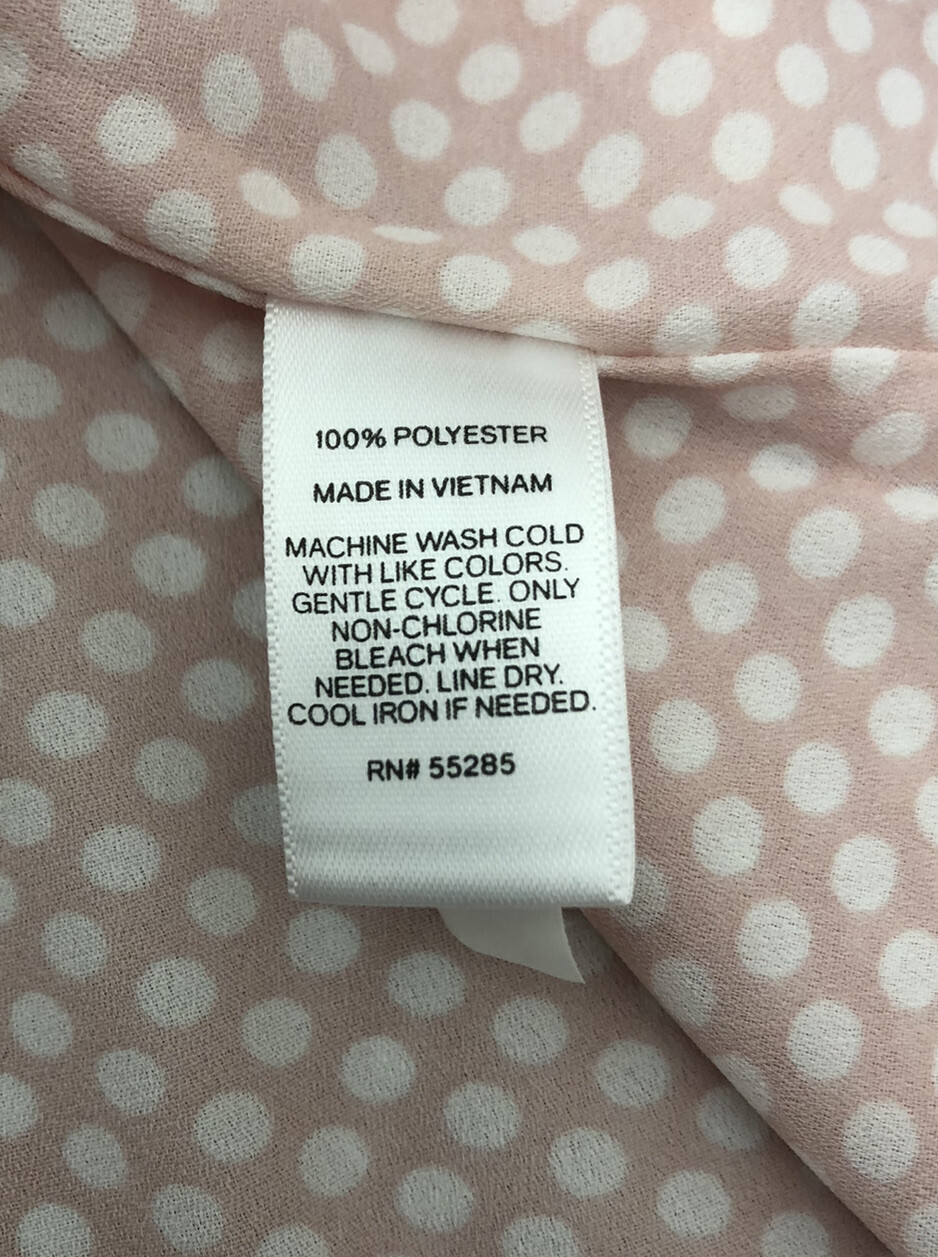 100% POLYESTER
MADE IN VIETNAM
MACHINE WASH COLD
WITH LIKE COLORS.
GENTLE CYCLE. ONLY
NON-CHLORINE
BLEACH WHEN
NEEDED. LINE DRY.
COOL IRON IF NEEDED.
RN# 55285